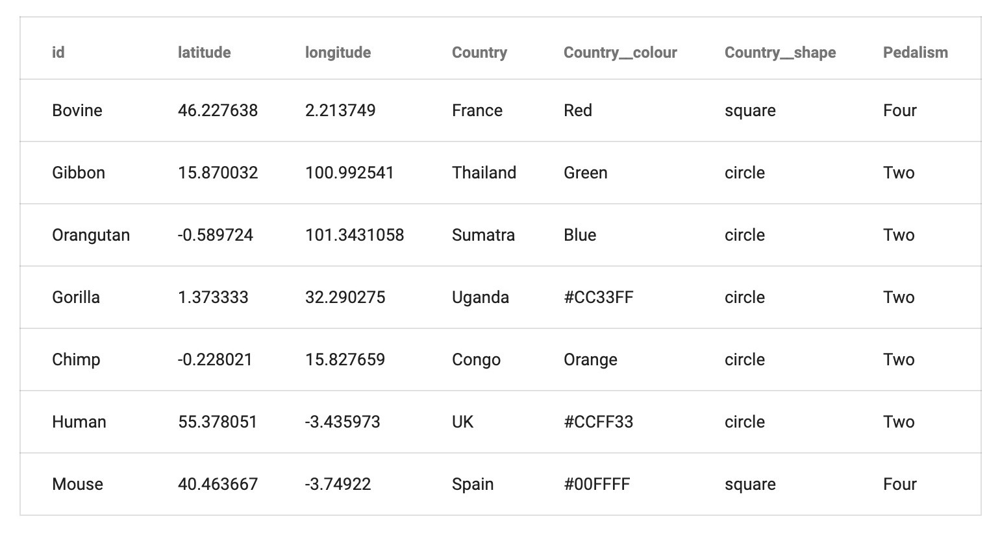 id latitude longitude Country Country__colour Country__shape Pedalism
Bovine 46.227638 2.213749 France Red square Four
Gibbon 15.870032 100.992541 Thailand Green circle Two
Orangutan -0.589724 101.3431058 Sumatra Blue circle Two
Gorilla 1.373333 32.290275 Uganda #CC33FF circle Two
Chimp -0.228021 15.827659 Congo Orange circle Two
Human 55.378051 -3.435973 UK #CCFF33 circle Two
Mouse 40.463667 -3.74922 Spain #00FFFF square Four